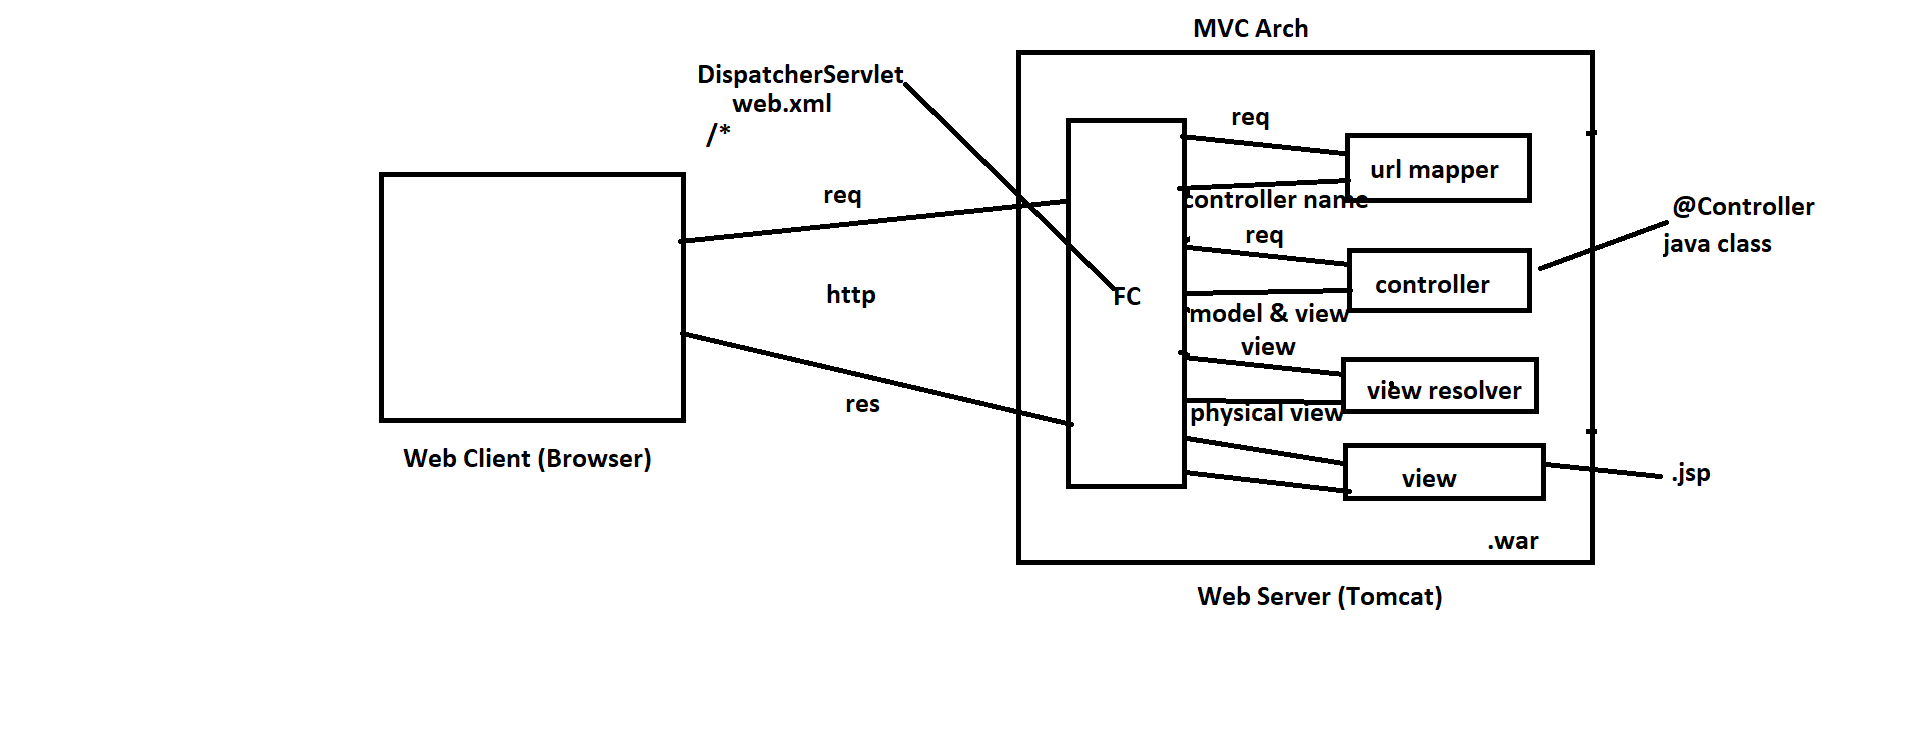 MVC Arch
DispatcherServlet
web.xml
/*
req
url mapper
controller name
req
@Controller
java class
req
http
FC
controller
model & view
view
view resolver
physical view
res
Web Client (Browser)
view
.jsp
.war
Web Server (Tomcat)